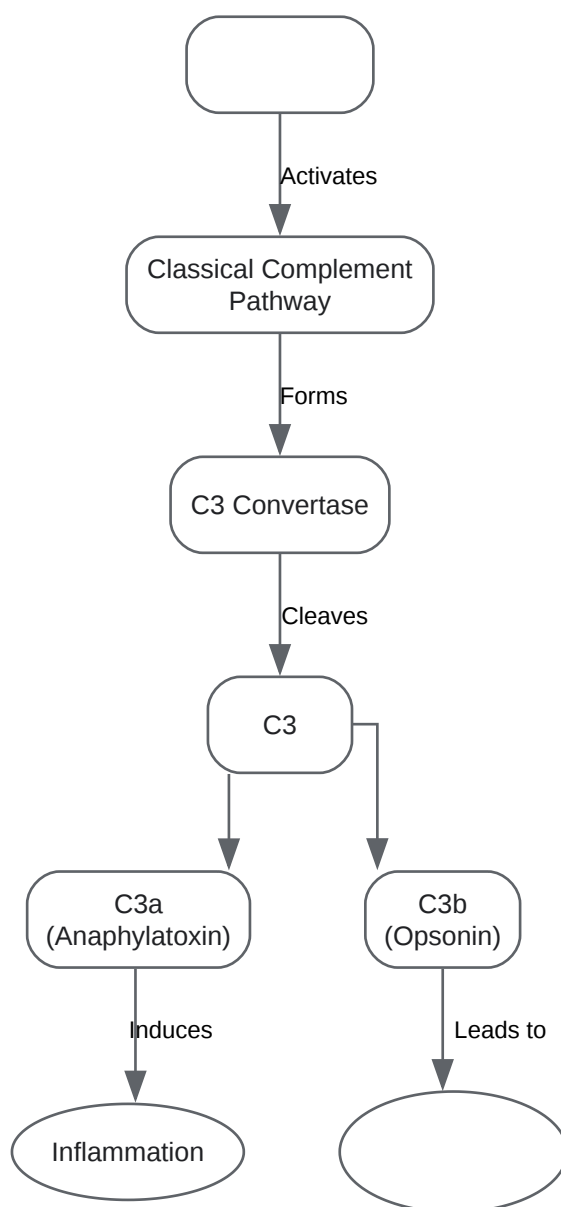 Activates
Classical Complement
Pathway
Forms
C3 Convertase
Cleaves
C3
C3a
(Anaphylatoxin)
C3b
(Opsonin)
Induces
Leads to
Inflammation